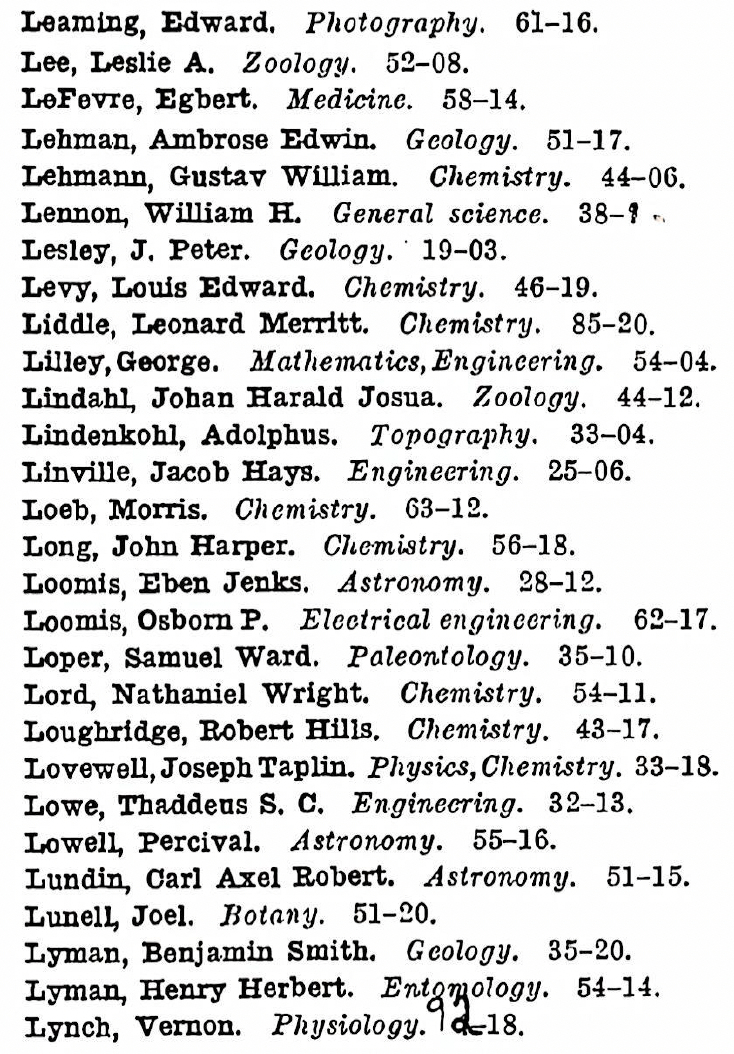 Leaming, Edward. Photography. 61–16.
Lee, Leslie A. Zoology. 52–08.
LeFevre, Egbert. Medicine. 58–14.
Lehman, Ambrose Edwin. Geology. 51–17.
Lehmann, Gustav William. Chemistry. 44–06.
Lennon, William H. General science. 38–
Lesley, J. Peter. Geology. 19–03.
Levy, Louis Edward. Chemistry. 46–19.
Liddle, Leonard Merritt. Chemistry. 85–20.
Lilley, George. Mathematics, Engineering. 54–04.
Lindahl, Johan Harald Josua. Zoology. 44–12.
Lindenkohl, Adolphus. Topography. 33–04.
Linville, Jacob Hays. Engineering. 25–06.
Loeb, Morris. Chemistry. 63–12.
Long, John Harper. Chemistry. 56–18.
Loomis, Eben Jenks. Astronomy. 28–12.
Loomis, Osborn P. Electrical engineering. 62–17.
Loper, Samuel Ward. Paleontology. 35–10.
Lord, Nathaniel Wright. Chemistry. 54–11.
Loughridge, Robert Hills. Chemistry. 43–17.
Lovewell, Joseph Taplin. Physics, Chemistry. 33–18.
Lowe, Thaddeus S. C. Engineering. 32–13.
Lowell, Percival. Astronomy. 55–16.
Lundin, Carl Axel Robert. Astronomy. 51–15.
Lunell, Joel. Botany. 51–20.
Lyman, Benjamin Smith. Geology. 35–20.
Lyman, Henry Herbert. Entomology. 54–14.
Lynch, Vernon. Physiology. 92–18.